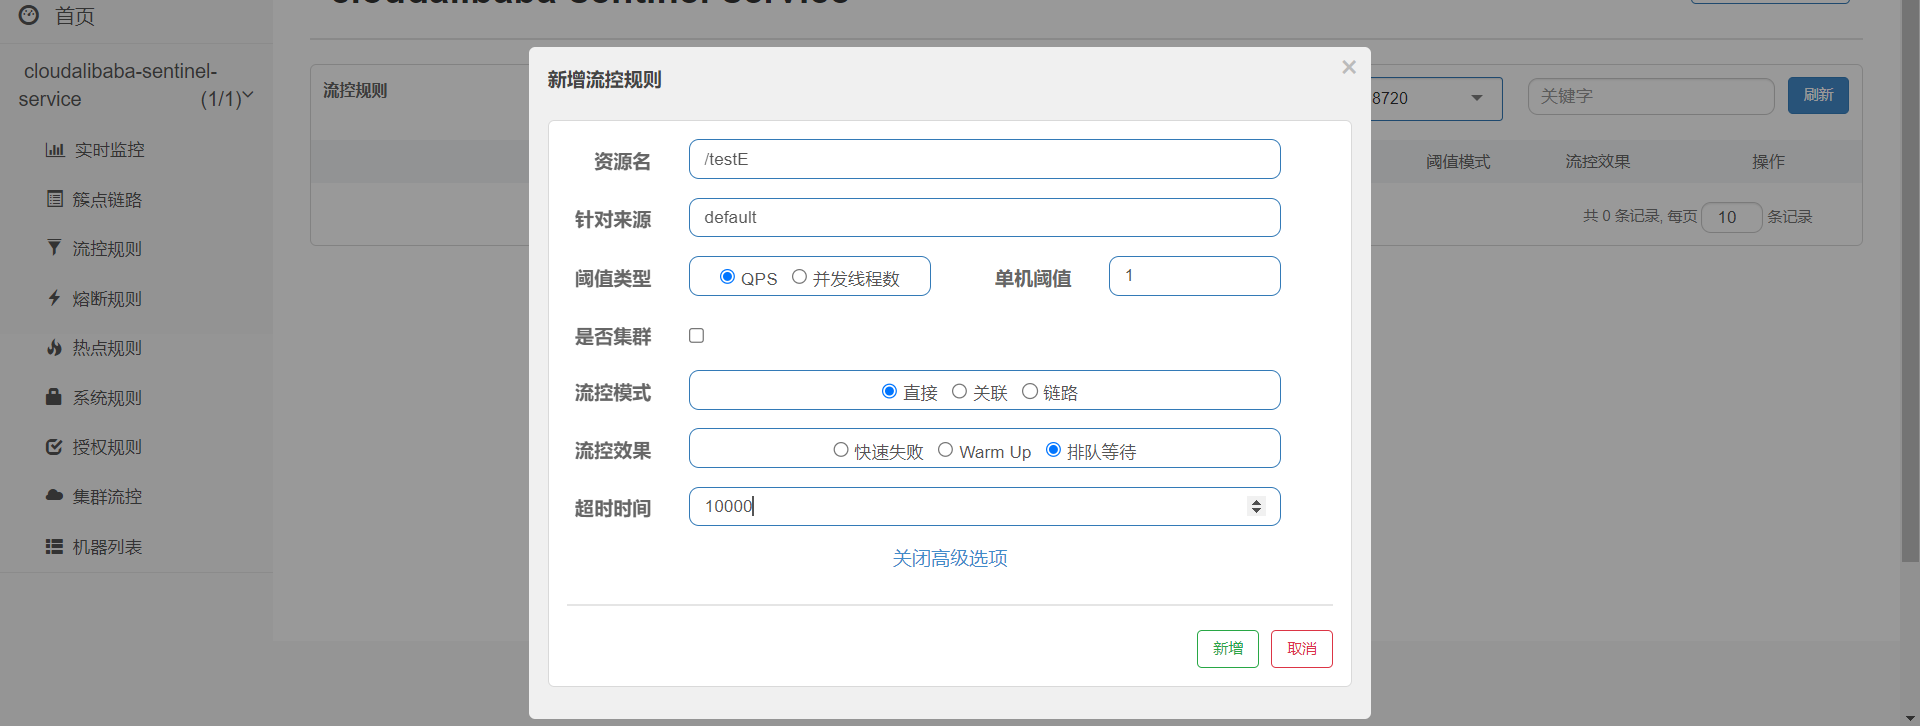 首页
cloudalibaba-sentinel-service
cloudalibaba-sentinel-
service (1/1)
实时监控
簇点链路
流控规则
熔断规则
热点规则
系统规则
授权规则
集群流控
机器列表
流控规则
8720
关键字
刷新
阈值模式 流控效果 操作
共 0 条记录, 每页 10 条记录
新增流控规则
×
资源名 /testE
针对来源 default
阈值类型 QPS 并发线程数 单机阈值 1
是否集群
流控模式 直接 关联 链路
流控效果 快速失败 Warm Up 排队等待
超时时间 10000
关闭高级选项
新增 取消